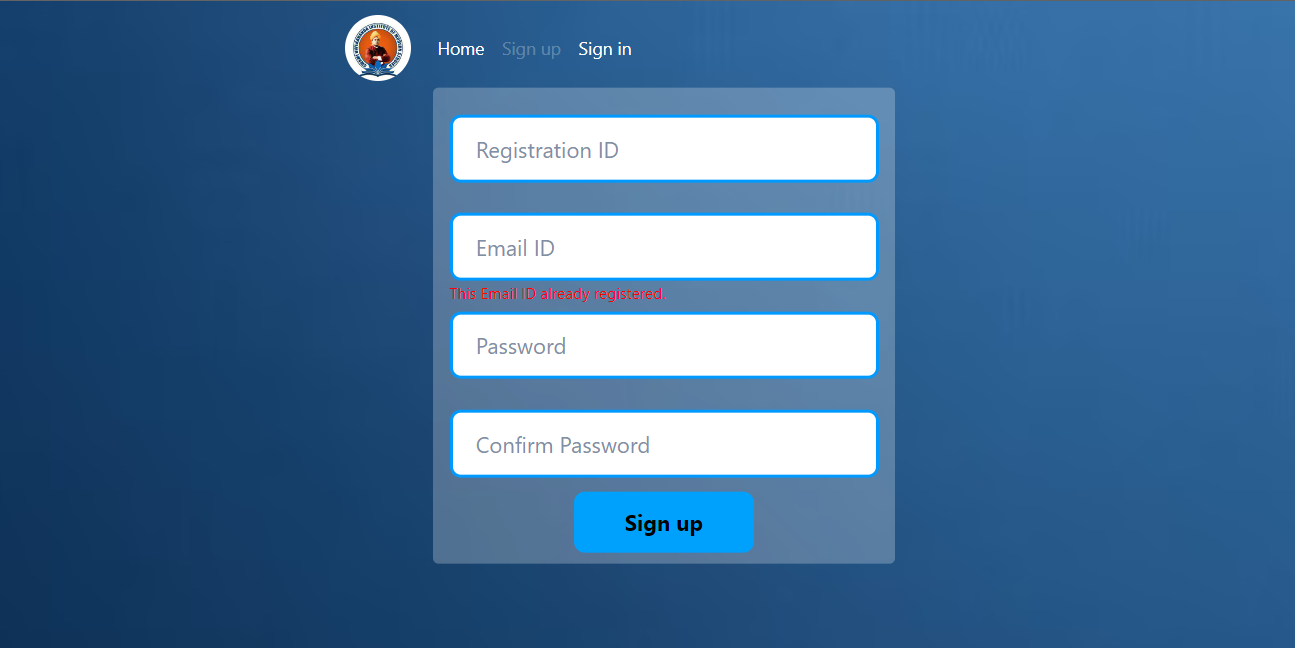 Home Sign up Sign in
Registration ID
Email ID
This Email ID already registered.
Password
Confirm Password
Sign up